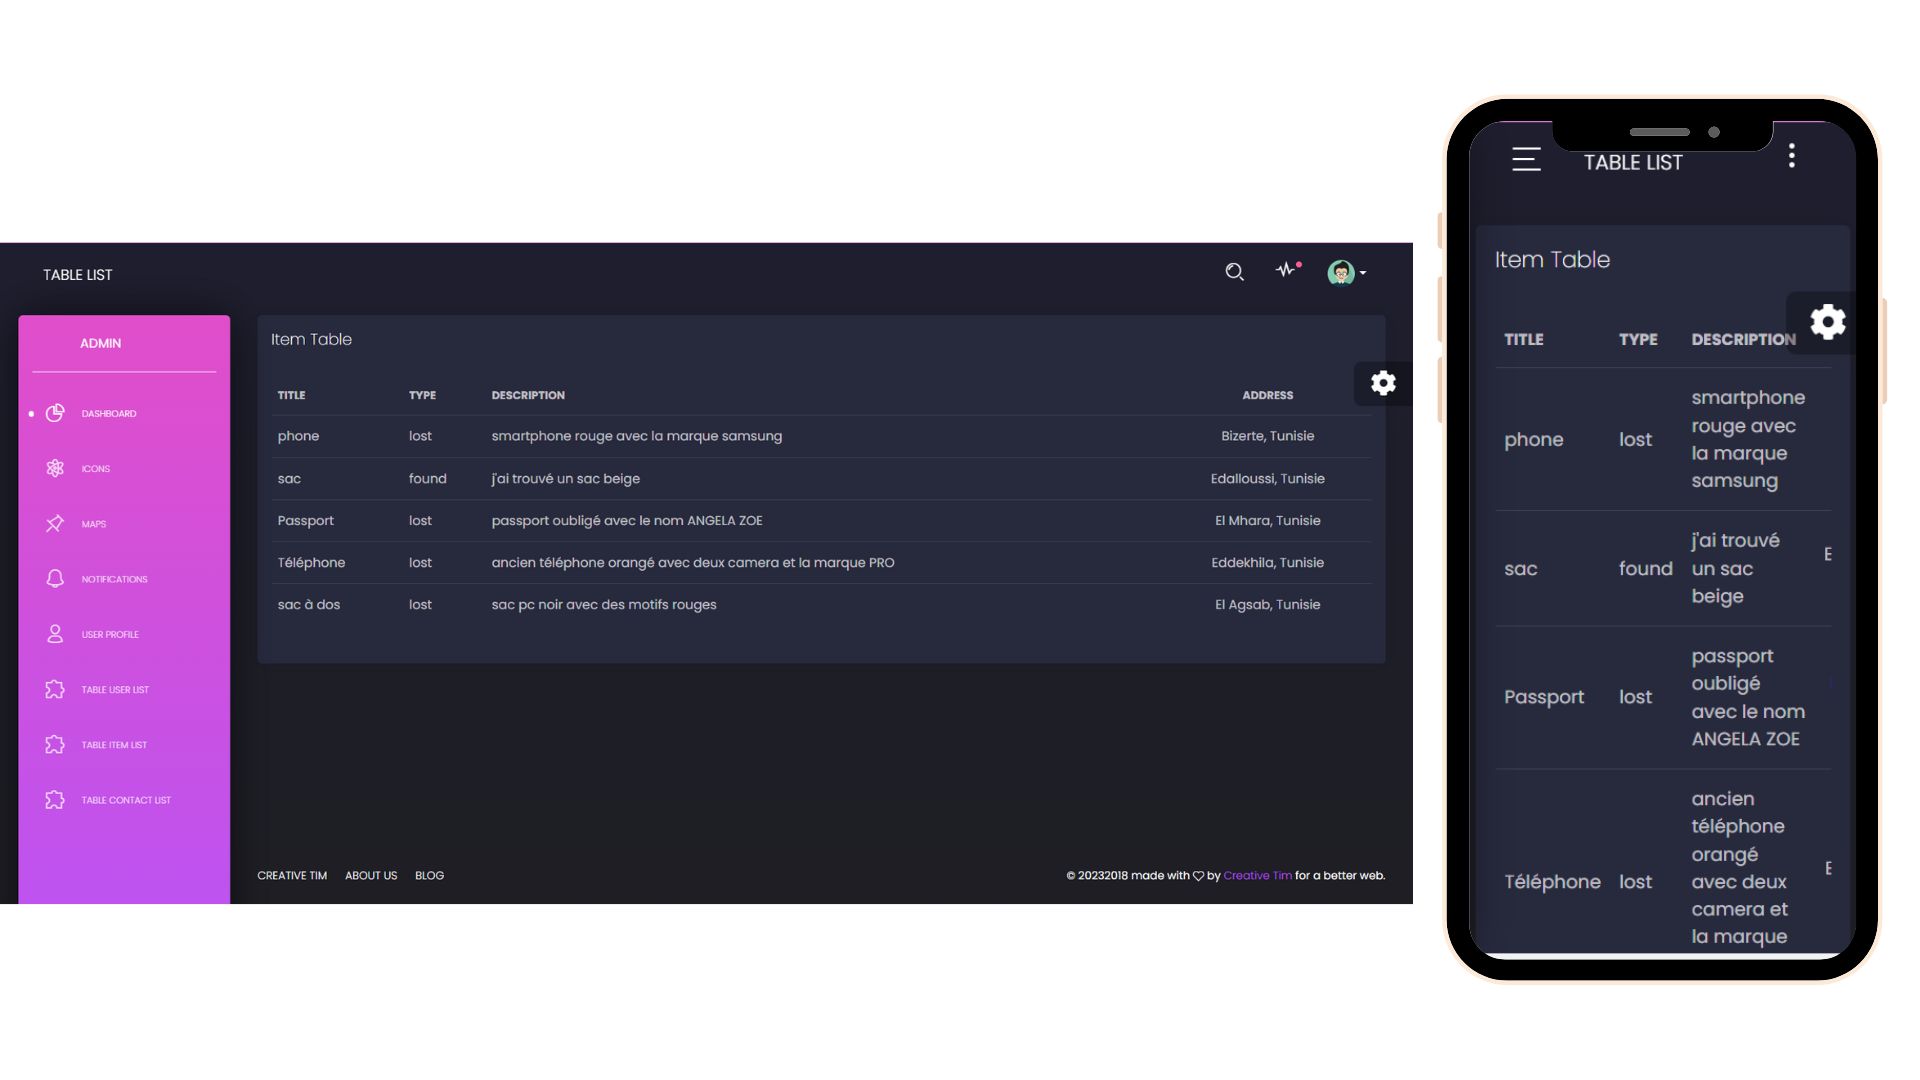 TABLE LIST
ADMIN
DASHBOARD
ICONS
MAPS
NOTIFICATIONS
USER PROFILE
TABLE USER LIST
TABLE ITEM LIST
TABLE CONTACT LIST
Item Table
TITLE TYPE DESCRIPTION ADDRESS
phone lost smartphone rouge avec la marque samsung Bizerte, Tunisie
sac found j'ai trouvé un sac beige Edalloussi, Tunisie
Passport lost passport oubligé avec le nom ANGELA ZOE El Mhara, Tunisie
Téléphone lost ancien téléphone orangé avec deux camera et la marque PRO Eddekhila, Tunisie
sac à dos lost sac pc noir avec des motifs rouges El Agsab, Tunisie
CREATIVE TIM ABOUT US BLOG
© 20232018 made with ♡ by Creative Tim for a better web.
TABLE LIST
Item Table
TITLE TYPE DESCRIPTION
smartphone
rouge avec
phone lost
la marque
samsung
j'ai trouvé
sac found un sac E
beige
passport
oubligé
Passport lost
avec le nom
ANGELA ZOE
ancien
téléphone
orangé
Téléphone lost avec deux E
camera et
la marque